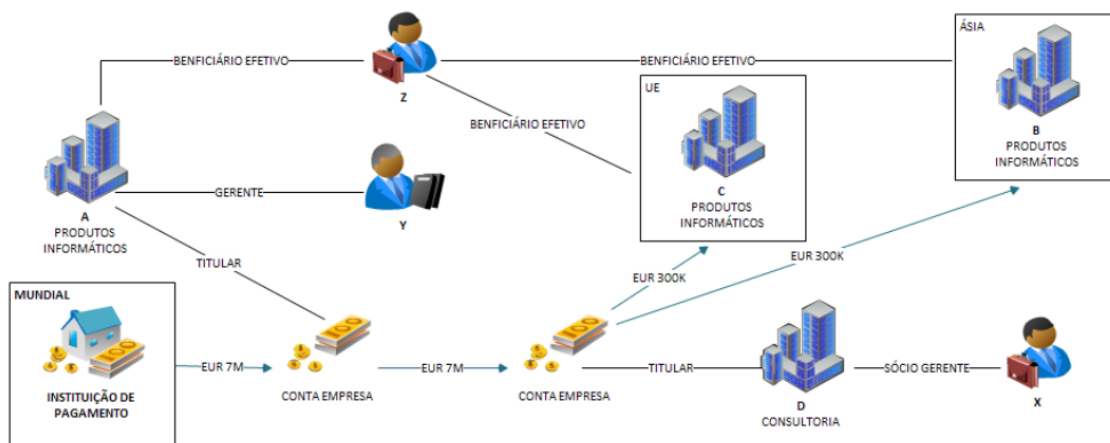 ÁSIA
BENFICIÁRIO EFETIVO
BENEFICIÁRIO EFETIVO
Z
UE
BENFICIÁRIO EFETIVO
B
PRODUTOS
INFORMÁTICOS
GERENTE
C
PRODUTOS
INFORMÁTICOS
A
PRODUTOS
INFORMÁTICOS
Y
TITULAR
EUR 300K
EUR 300K
MUNDIAL
EUR 7M
EUR 7M
TITULAR
SÓCIO GERENTE
INSTITUIÇÃO DE
PAGAMENTO
CONTA EMPRESA
CONTA EMPRESA
D
CONSULTORIA
X